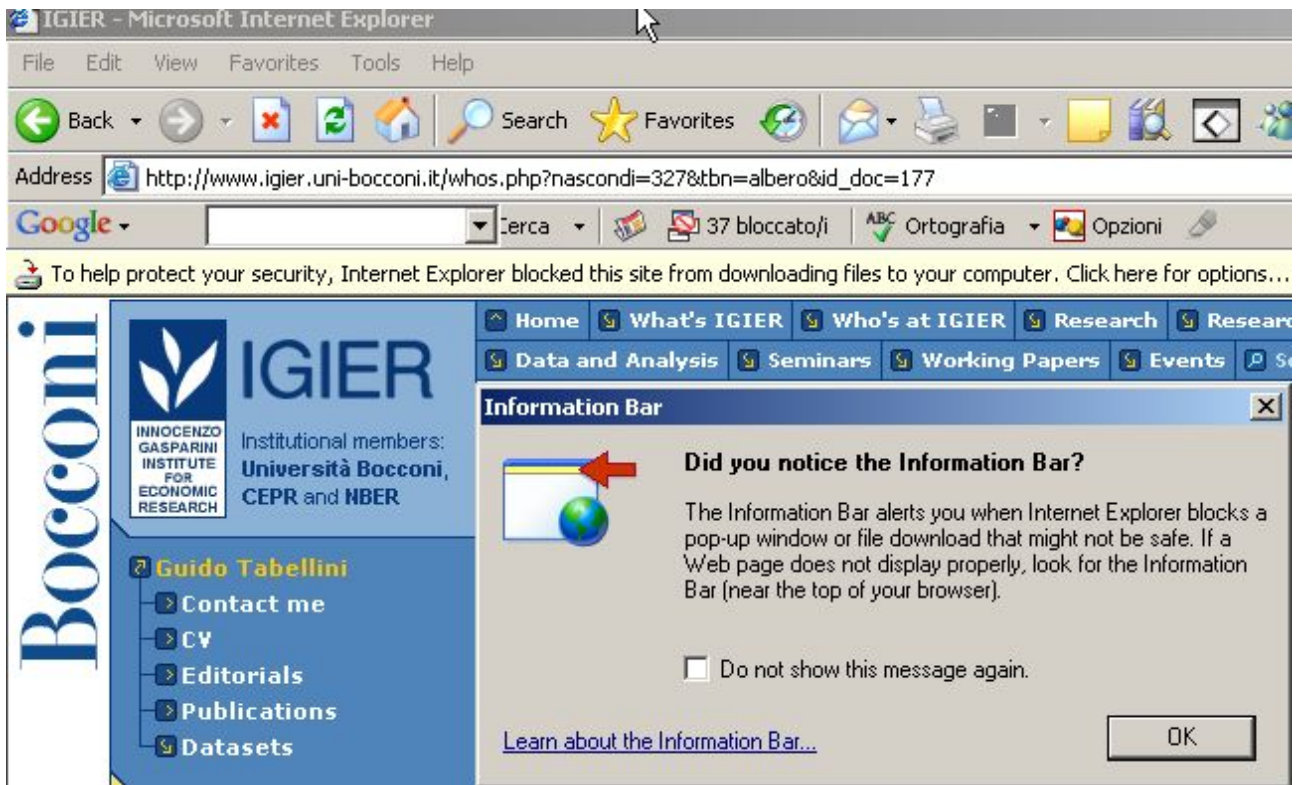 IGIER - Microsoft Internet Explorer
File Edit View Favorites Tools Help
Back Search Favorites
Address http://www.igier.uni-bocconi.it/whos.php?nascondi=327&tbn=albero&id_doc=177
Google Cerca 37 bloccato/i ABC Ortografia Opzioni
To help protect your security, Internet Explorer blocked this site from downloading files to your computer. Click here for options...
Bocconi
IGIER
INNOCENZO
GASPARINI
INSTITUTE
FOR
ECONOMIC
RESEARCH
Institutional members:
Università Bocconi,
CEPR and NBER
Home What's IGIER Who's at IGIER Research Researc
Data and Analysis Seminars Working Papers Events
Guido Tabellini
Contact me
CV
Editorials
Publications
Datasets
Information Bar
Did you notice the Information Bar?
The Information Bar alerts you when Internet Explorer blocks a
pop-up window or file download that might not be safe. If a
Web page does not display properly, look for the Information
Bar (near the top of your browser).
Do not show this message again.
Learn about the Information Bar...
OK